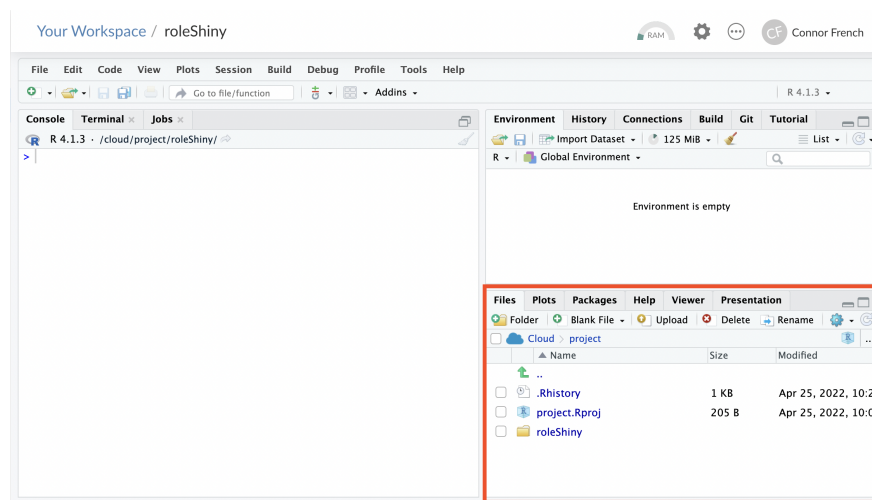 Your Workspace / roleShiny
RAM
CF Connor French
File Edit Code View Plots Session Build Debug Profile Tools Help
Go to file/function Addins R 4.1.3
Console Terminal Jobs
R 4.1.3 · /cloud/project/roleShiny/
>
Environment History Connections Build Git Tutorial
Import Dataset 125 MiB List
R Global Environment
Environment is empty
Files Plots Packages Help Viewer Presentation
Folder Blank File Upload Delete Rename
Cloud project
Name Size Modified
..
.Rhistory 1 KB Apr 25, 2022, 10:2
project.Rproj 205 B Apr 25, 2022, 10:0
roleShiny